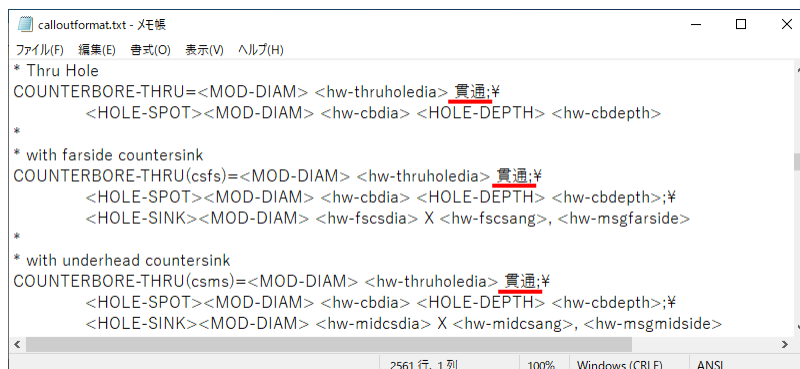 calloutformat.txt - メモ帳
ファイル(F) 編集(E) 書式(O) 表示(V) ヘルプ(H)
* Thru Hole
COUNTERBORE-THRU=<MOD-DIAM> <hw-thruholedia> 貫通;¥
<HOLE-SPOT><MOD-DIAM> <hw-cbdia> <HOLE-DEPTH> <hw-cbdepth>
*
* with farside countersink
COUNTERBORE-THRU(csfs)=<MOD-DIAM> <hw-thruholedia> 貫通;¥
<HOLE-SPOT><MOD-DIAM> <hw-cbdia> <HOLE-DEPTH> <hw-cbdepth>;¥
<HOLE-SINK><MOD-DIAM> <hw-fscsdia> X <hw-fscsang>, <hw-msgfarside>
*
* with underhead countersink
COUNTERBORE-THRU(csms)=<MOD-DIAM> <hw-thruholedia> 貫通;¥
<HOLE-SPOT><MOD-DIAM> <hw-cbdia> <HOLE-DEPTH> <hw-cbdepth>;¥
<HOLE-SINK><MOD-DIAM> <hw-midcsdia> X <hw-midcsang>, <hw-msgmidside>
2561 行, 1 列 100% Windows (CRLF) ANSI